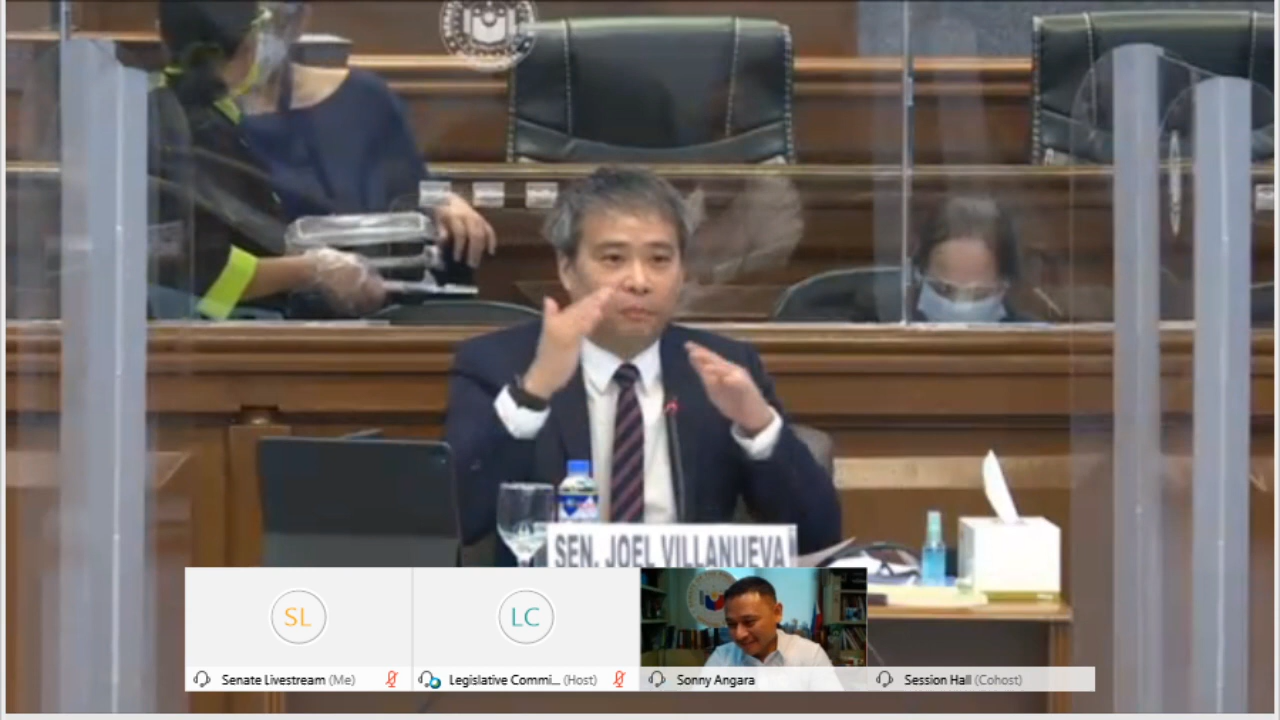 SEN. JOEL VILLANUEVA
SL
LC
Senate Livestream (Me)
Legislative Commi... (Host)
Sonny Angara
Session Hall (Cohost)